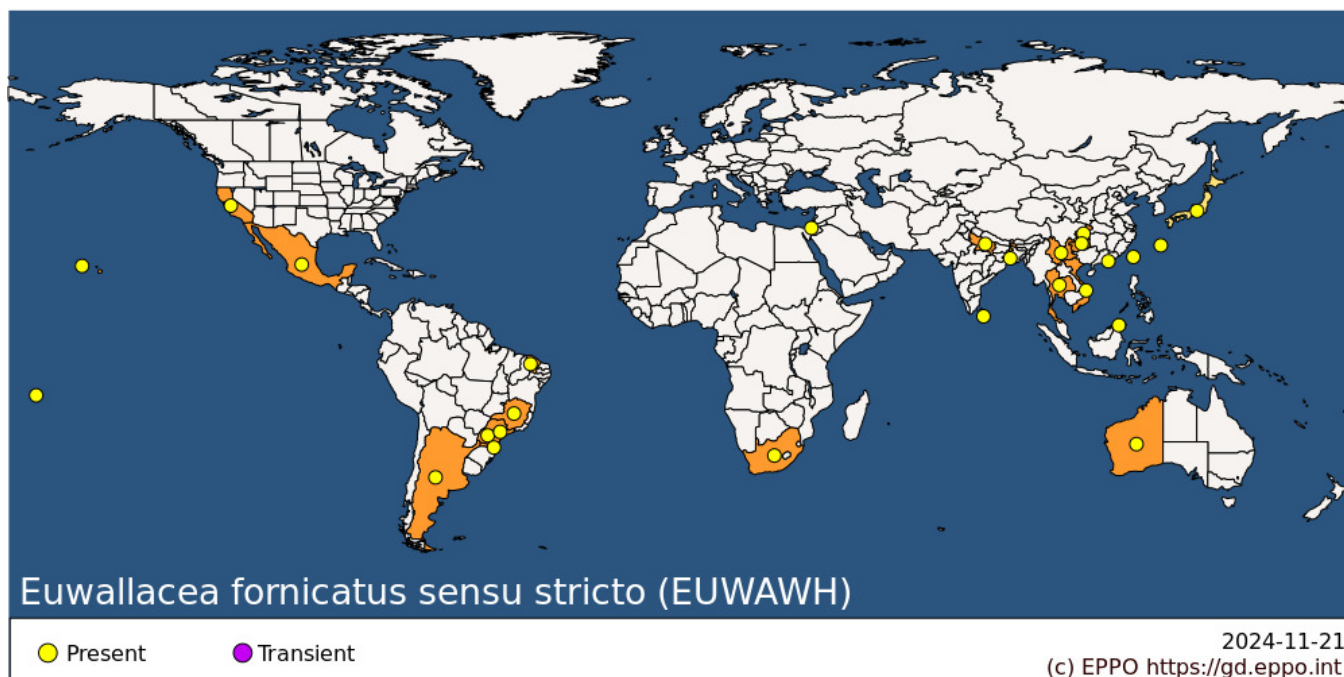 Euwallacea fornicatus sensu stricto (EUWAWH)
Present
Transient
2024-11-21
(c) EPPO https://gd.eppo.int